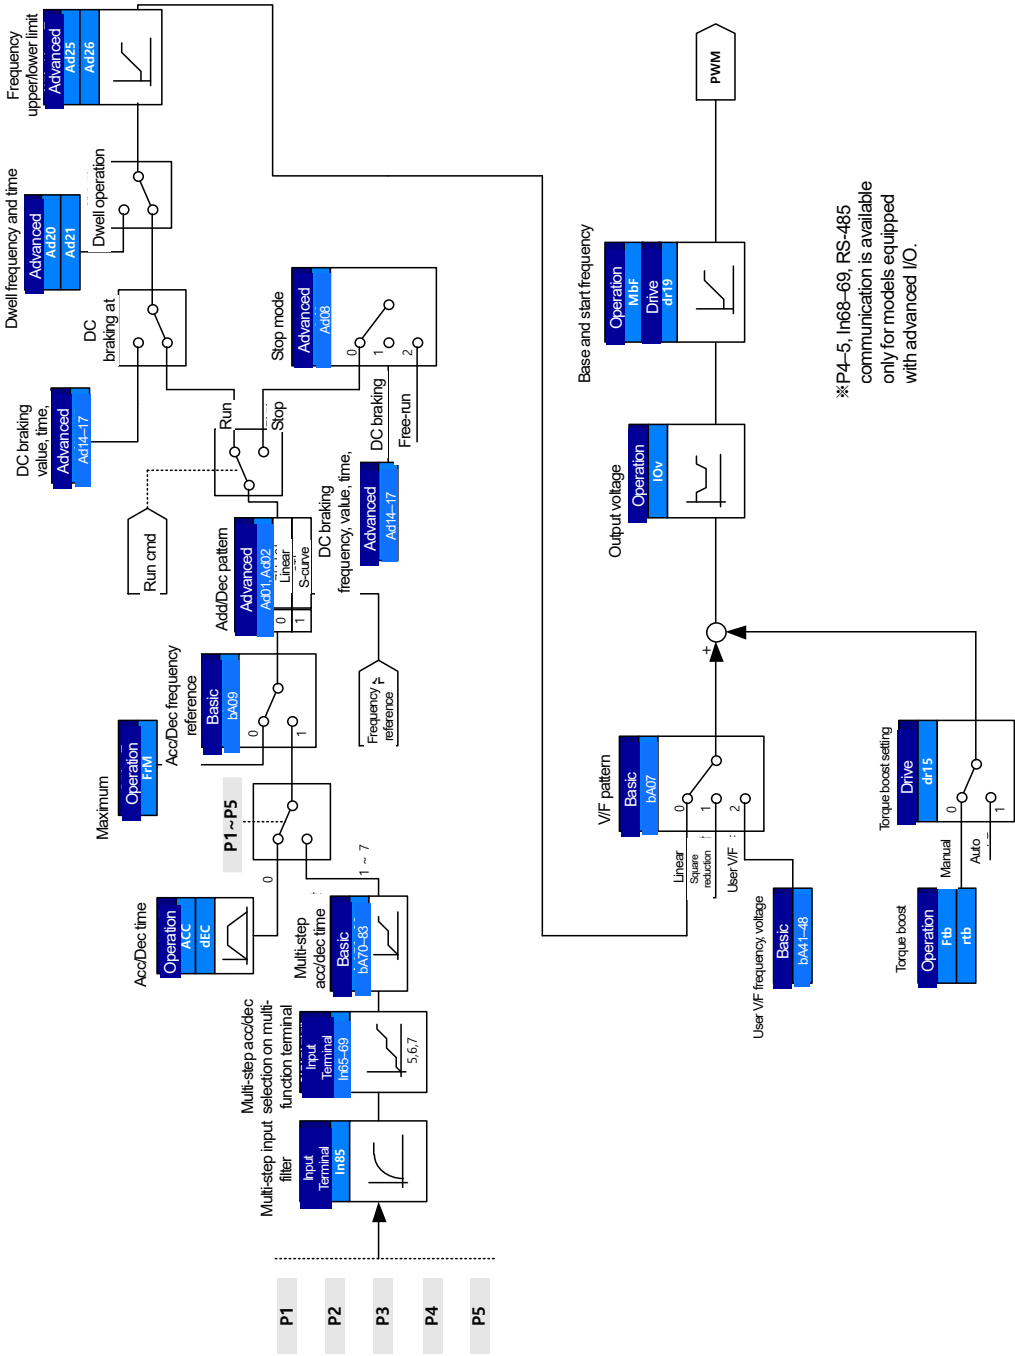 P1
P2
P3
P4
P5
Multi-step input
filter
Input
Terminal
In85
Multi-step acc/dec
selection on multi-
function terminal
Input
Terminal
In65–69
5,6,7
Acc/Dec time
Operation
ACC
dEC
Multi-step
acc/dec time
Basic
bA70–83
0
1 ~ 7
P1~P5
Maximum
Operation
FrM
Acc/Dec frequency
reference
Basic
bA09
0
1
Frequency
reference
Add/Dec pattern
Advanced
Ad01, Ad02
0
Linear
1
S-curve
Run cmd
Run
Stop
DC braking
frequency, value, time,
Advanced
Ad14–17
DC braking
Free-run
Stop mode
Advanced
Ad08
0
1
2
DC braking
value, time,
Advanced
Ad14–17
DC
braking at
Dwell frequency and time
Advanced
Ad20
Ad21
Dwell operation
Frequency
upper/lower limit
Advanced
Ad25
Ad26
User V/F frequency, voltage
Basic
bA41–48
V/F pattern
Basic
bA07
Linear
0
Square
reduction
1
User V/F
2
Torque boost
Operation
Ftb
rtb
Torque boost setting
Drive
dr15
Manual
0
Auto
1
+
Output voltage
Operation
IOv
Base and start frequency
Operation
MbF
Drive
dr19
PWM
※P4–5, In68–69, RS-485
communication is available
only for models equipped
with advanced I/O.